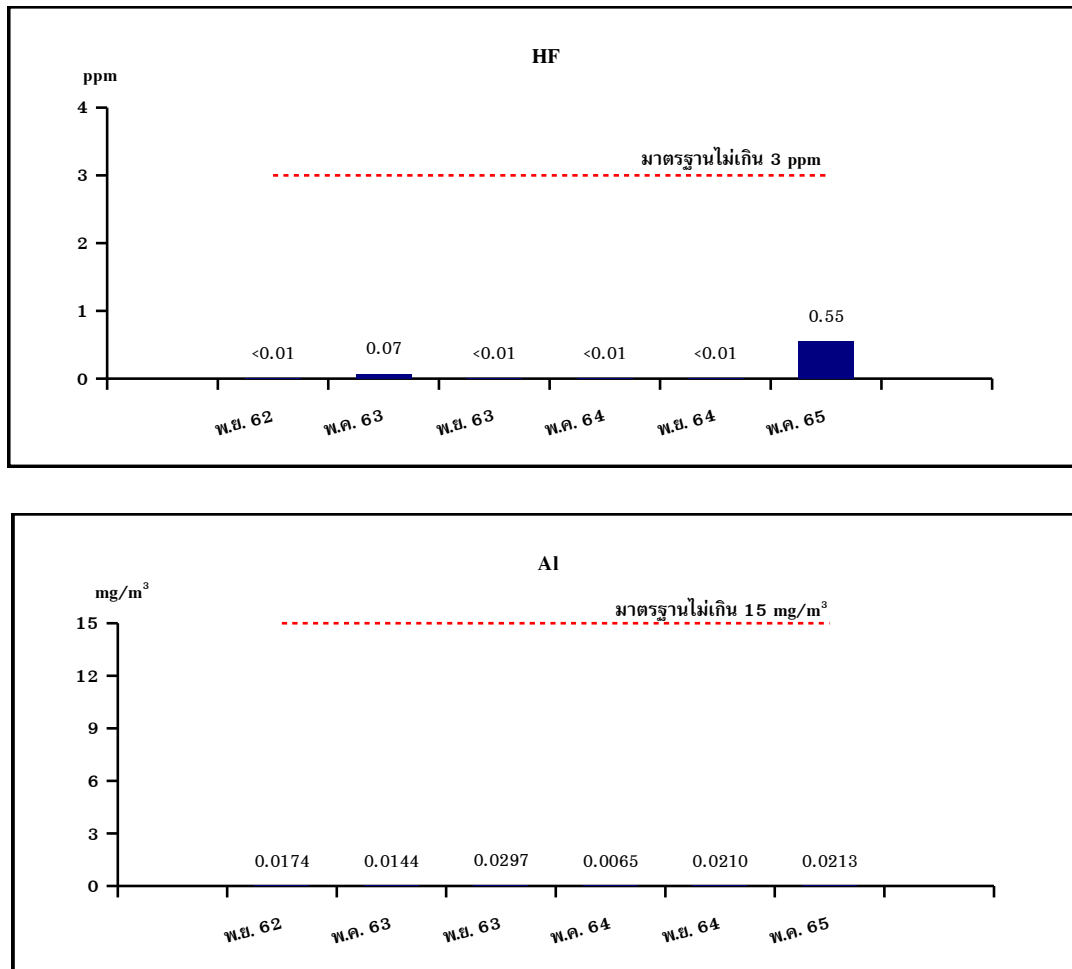 HF
ppm
มาตรฐานไม่เกิน 3 ppm
4
3
2
1
0
<0.01
0.07
<0.01
<0.01
<0.01
0.55
พ.ย. 62
พ.ค. 63
พ.ย. 63
พ.ค. 64
พ.ย. 64
พ.ค. 65
Al
mg/m³
มาตรฐานไม่เกิน 15 mg/m³
15
12
9
6
3
0
0.0174
0.0144
0.0297
0.0065
0.0210
0.0213
พ.ย. 62
พ.ค. 63
พ.ย. 63
พ.ค. 64
พ.ย. 64
พ.ค. 65